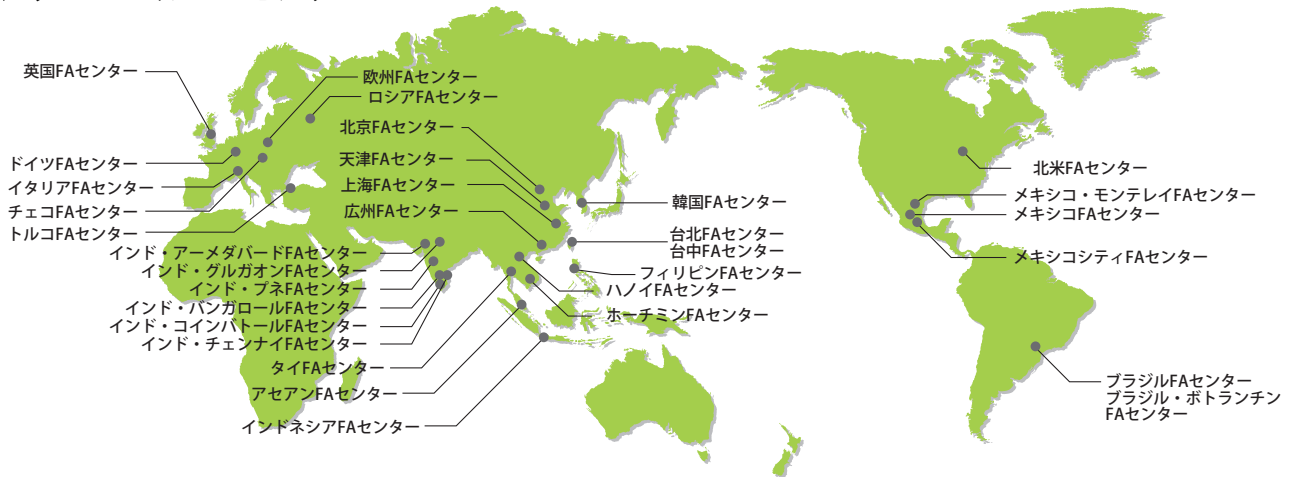 英国FAセンター
欧州FAセンター
ロシアFAセンター
北京FAセンター
ドイツFAセンター
天津FAセンター
イタリアFAセンター
上海FAセンター
チェコFAセンター
広州FAセンター
トルコFAセンター
インド・アーメダバードFAセンター
インド・グルガオンFAセンター
インド・プネFAセンター
インド・バンガロールFAセンター
インド・コインバトールFAセンター
インド・チェンナイFAセンター
タイFAセンター
アセアンFAセンター
インドネシアFAセンター
韓国FAセンター
台北FAセンター
台中FAセンター
フィリピンFAセンター
ハノイFAセンター
ホーチミンFAセンター
北米FAセンター
メキシコ・モンテレイFAセンター
メキシコFAセンター
メキシコシティFAセンター
ブラジルFAセンター
ブラジル・ボトランチン
FAセンター